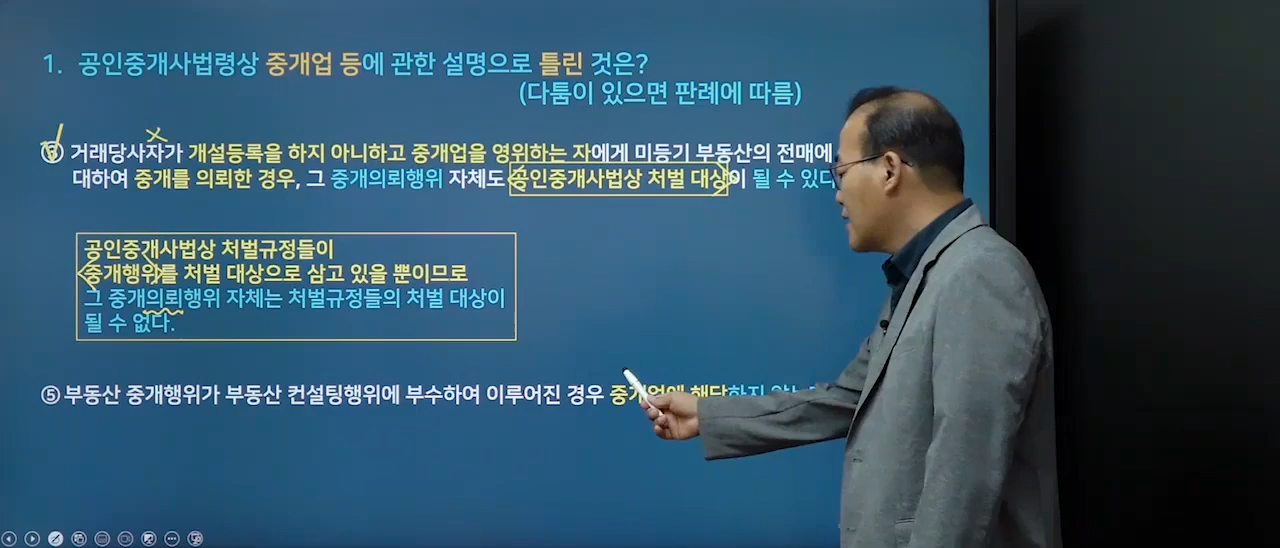 1. 공인중개사법령상 중개업 등에 관한 설명으로 틀린 것은?
(다툼이 있으면 판례에 따름)
거래당사자가 개설등록을 하지 아니하고 중개업을 영위하는 자에게 미등기 부동산의 전매에
대하여 중개를 의뢰한 경우, 그 중개의뢰행위 자체도 공인중개사법상 처벌 대상이 될 수 있다
공인중개사법상 처벌규정들이
중개행위를 처벌 대상으로 삼고 있을 뿐이므로
그 중개의뢰행위 자체는 처벌규정들의 처벌 대상이
될 수 없다.
⑤ 부동산 중개행위가 부동산 컨설팅행위에 부수하여 이루어진 경우 중개업에 해당하지